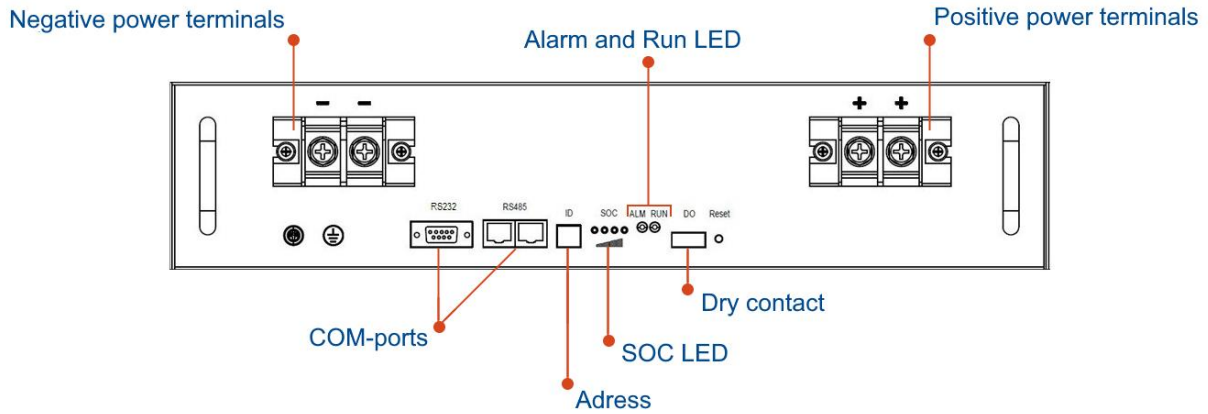 Negative power terminals
Positive power terminals
Alarm and Run LED
− −
+ +
RS232
RS485
ID
SOC
ALM RUN
DO
Reset
COM-ports
Dry contact
SOC LED
Adress